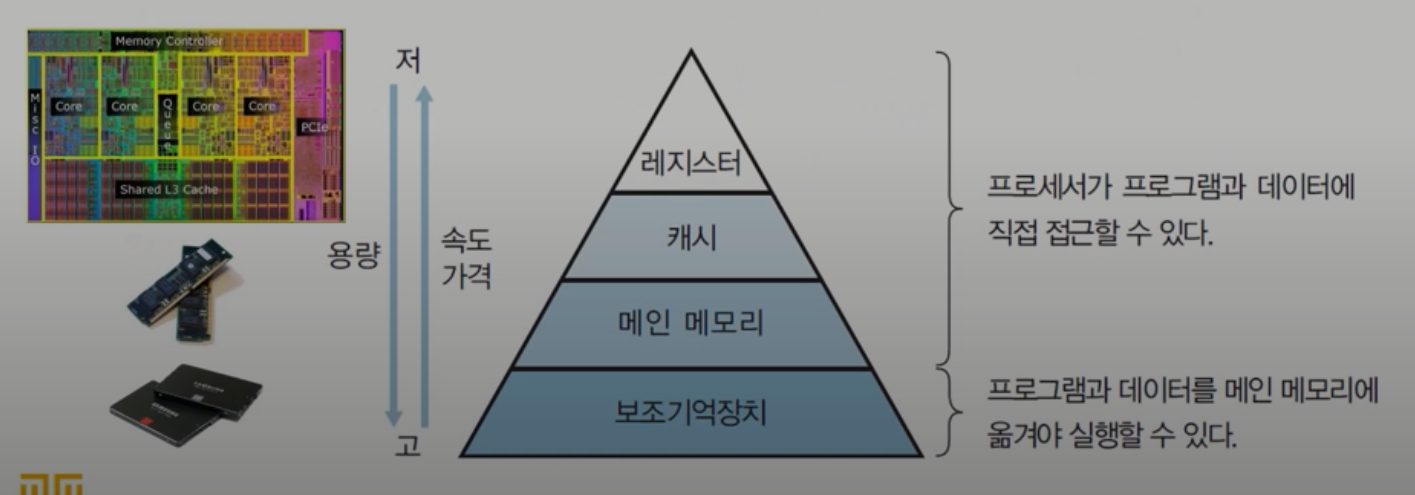 Memory Controller
Misc IO
Core
Core
Queue
Core
Core
PCIe
Shared L3 Cache
저
용량
속도
가격
고
레지스터
캐시
메인 메모리
보조기억장치
프로세서가 프로그램과 데이터에
직접 접근할 수 있다.
프로그램과 데이터를 메인 메모리에
옮겨야 실행할 수 있다.